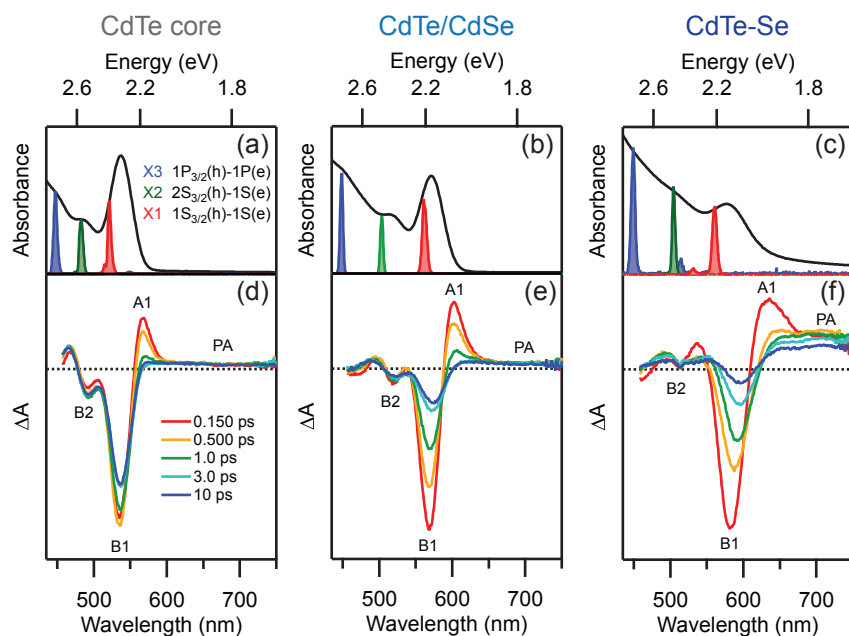 CdTe core
CdTe/CdSe
CdTe-Se
Energy (eV)
Energy (eV)
Energy (eV)
2.6 2.2 1.8
2.6 2.2 1.8
2.6 2.2 1.8
Absorbance
(a)
X3 1P3/2(h)-1P(e)
X2 2S3/2(h)-1S(e)
X1 1S3/2(h)-1S(e)
Absorbance
(b)
Absorbance
(c)
ΔA
(d)
A1
PA
B2
0.150 ps
0.500 ps
1.0 ps
3.0 ps
10 ps
B1
ΔA
(e)
A1
PA
B2
B1
ΔA
(f)
A1
PA
B2
B1
500 600 700
500 600 700
500 600 700
Wavelength (nm)
Wavelength (nm)
Wavelength (nm)